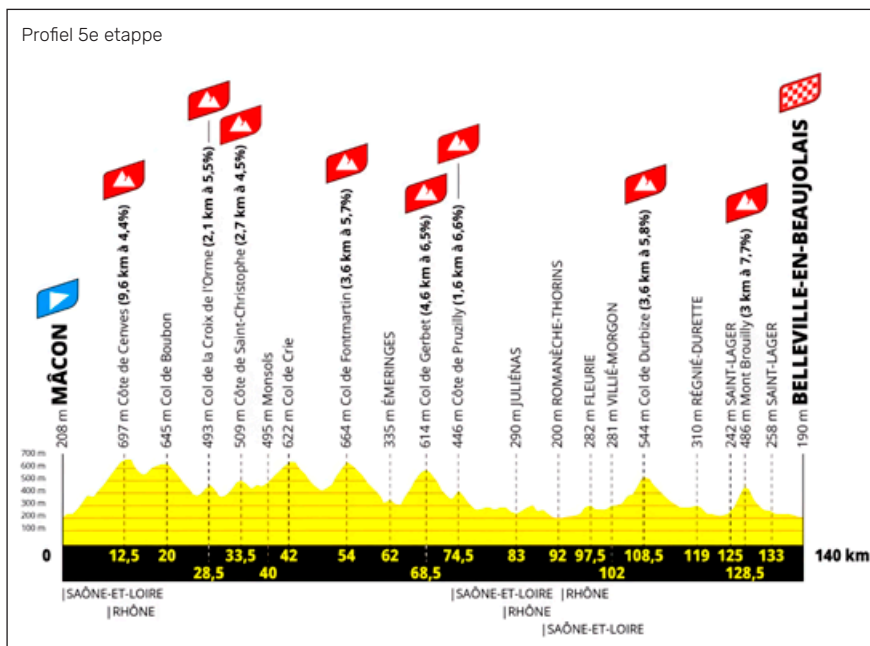 Profiel 5e etappe
208 m MÂCON
697 m Côte de Cenves (9,6 km à 4,4%)
645 m Col de Boubon
493 m Col de la Croix de l'Orme (2,1 km à 5,5%)
509 m Côte de Saint-Christophe (2,7 km à 4,5%)
495 m Monsols
622 m Col de Crie
664 m Col de Fontmartin (3,6 km à 5,7%)
335 m ÉMERINGES
614 m Col de Gerbet (4,6 km à 6,5%)
446 m Côte de Pruzilly (1,6 km à 6,6%)
290 m JULIÉNAS
200 m ROMANÈCHE-THORINS
282 m FLEURIE
281 m VILLIÉ-MORGON
544 m Col de Durbize (3,6 km à 5,8%)
310 m RÉGNIÉ-DURETTE
242 m SAINT-LAGER
486 m Mont Brouilly (3 km à 7,7%)
258 m SAINT-LAGER
190 m BELLEVILLE-EN-BEAUJOLAIS
700 m
600 m
500 m
400 m
300 m
200 m
100 m
0 12,5 20 33,5 42 54 62 74,5 83 92 97,5 108,5 119 125 133 140 km
28,5 40 68,5 102 128,5
|SAÔNE-ET-LOIRE |SAÔNE-ET-LOIRE |RHÔNE
|RHÔNE |RHÔNE
|SAÔNE-ET-LOIRE